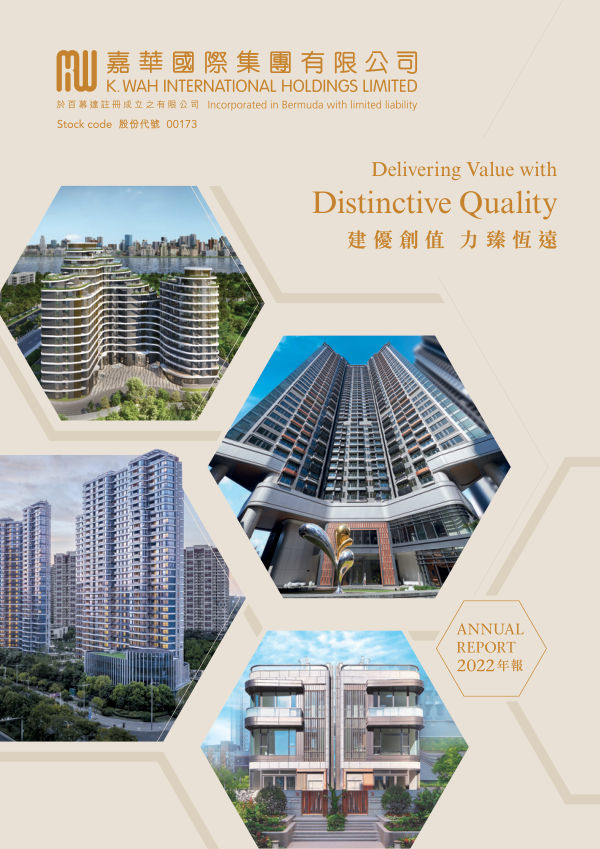 嘉華國際集團有限公司
K. WAH INTERNATIONAL HOLDINGS LIMITED
於百慕達註冊成立之有限公司 Incorporated in Bermuda with limited liability
Stock code 股份代號 00173
Delivering Value with
Distinctive Quality
建優創值 力臻恆遠
ANNUAL
REPORT
2022年報